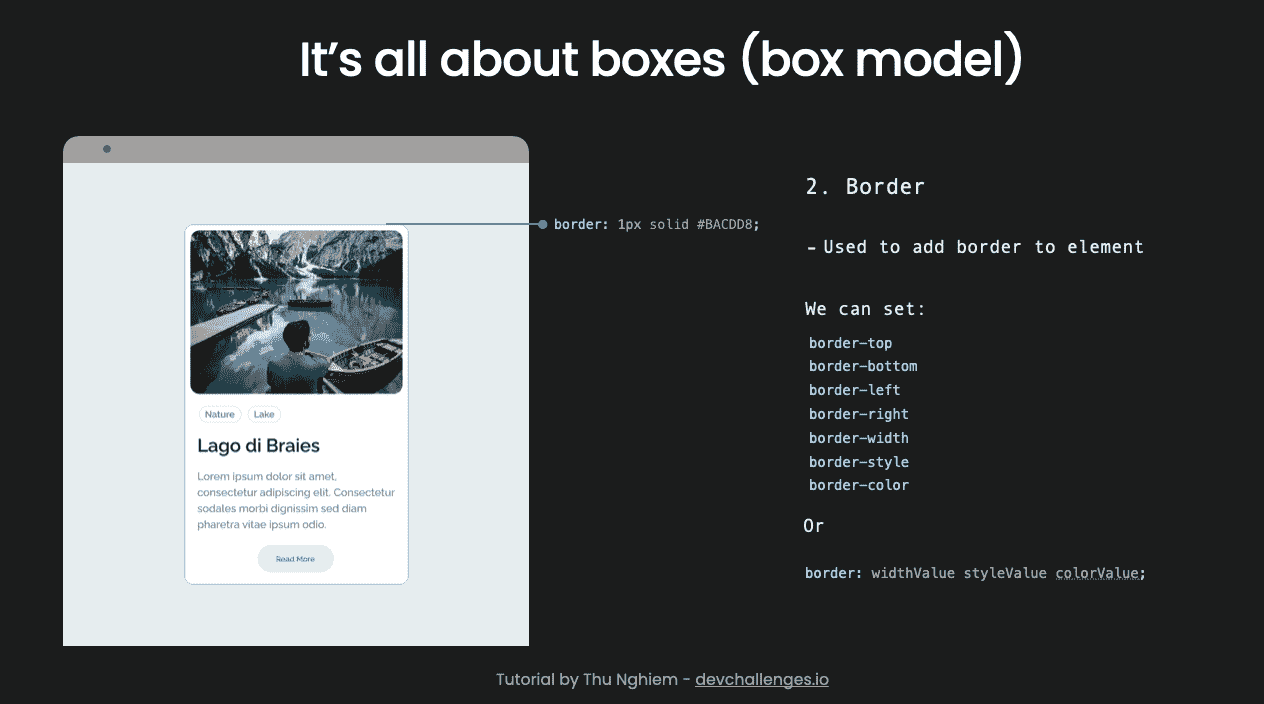 It's all about boxes (box model)
border: 1px solid #BACDD8;
Nature Lake
Lago di Braies
Lorem ipsum dolor sit amet,
consectetur adipiscing elit. Consectetur
sodales morbi dignissim sed diam
pharetra vitae ipsum odio.
Read More
2. Border
- Used to add border to element
We can set:
border-top
border-bottom
border-left
border-right
border-width
border-style
border-color
Or
border: widthValue styleValue colorValue;
Tutorial by Thu Nghiem - devchallenges.io